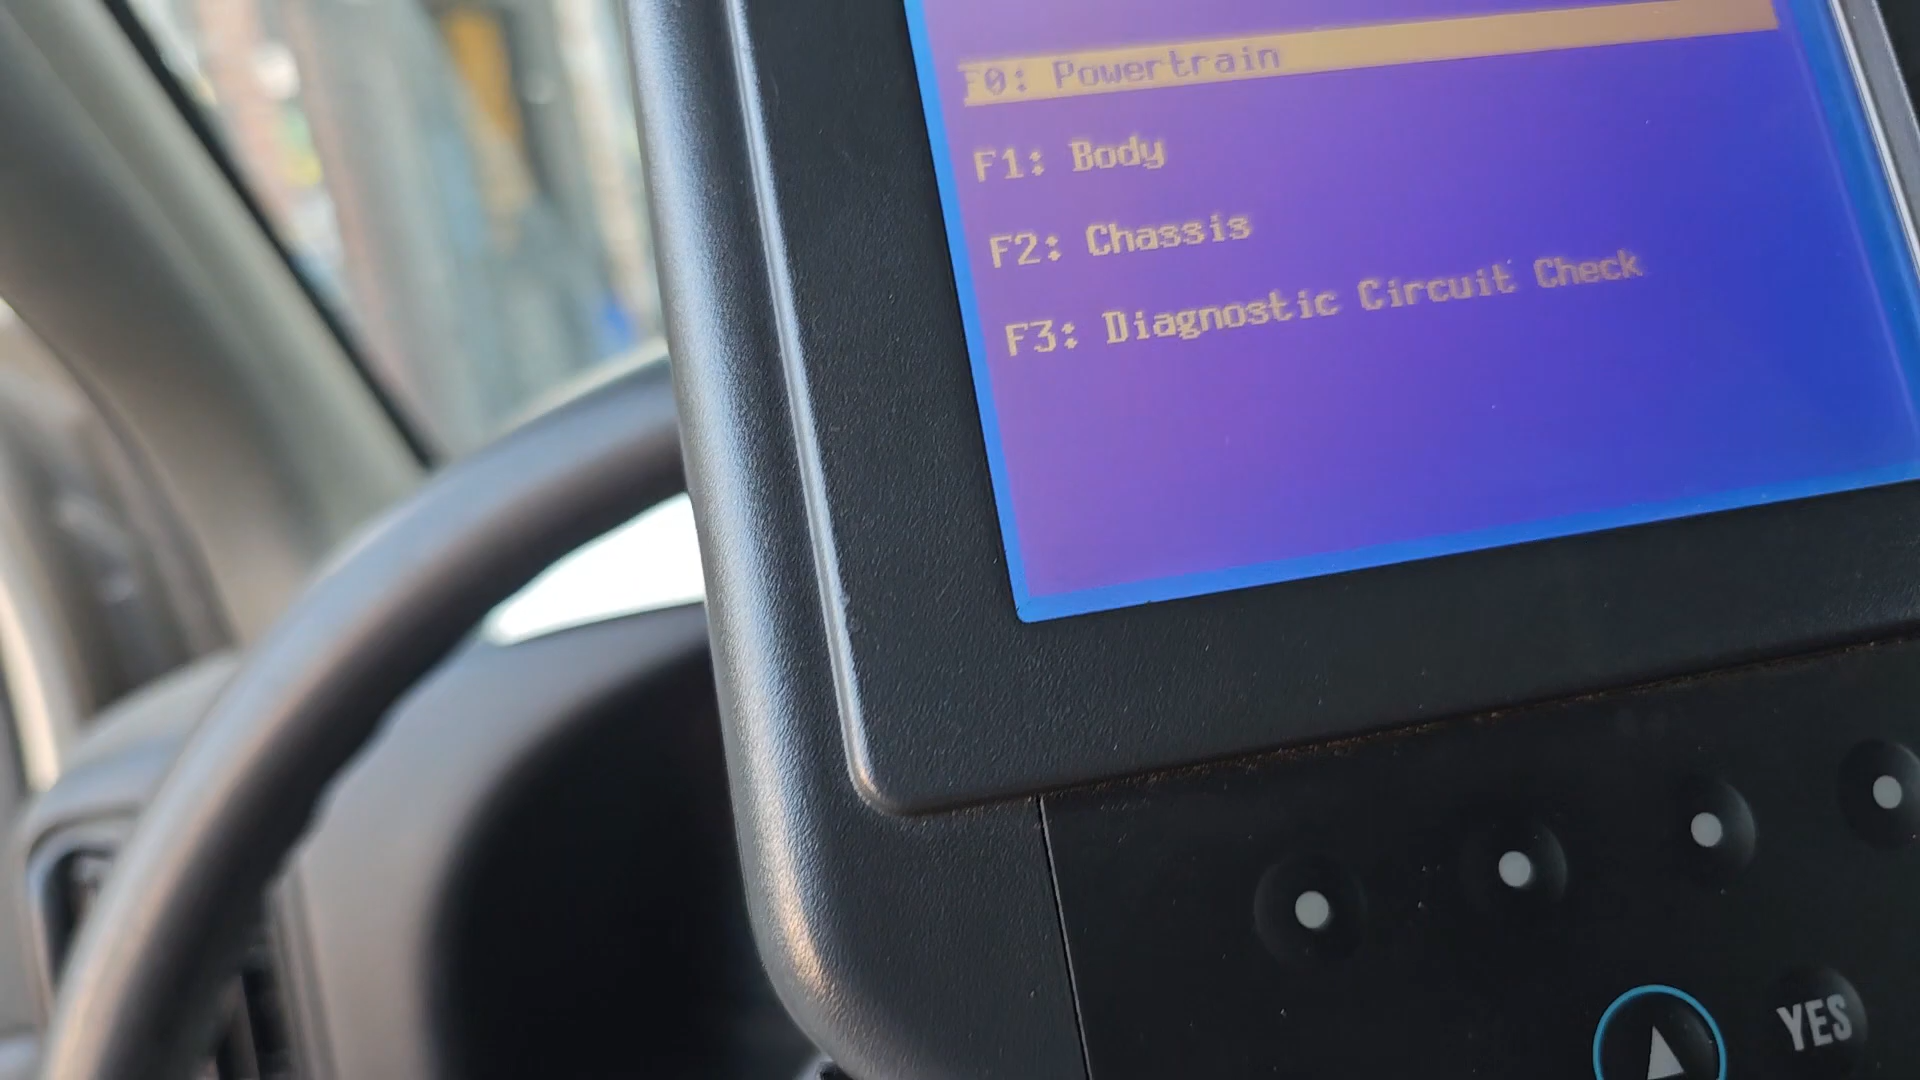 F0: Powertrain
F1: Body
F2: Chassis
F3: Diagnostic Circuit Check
YES